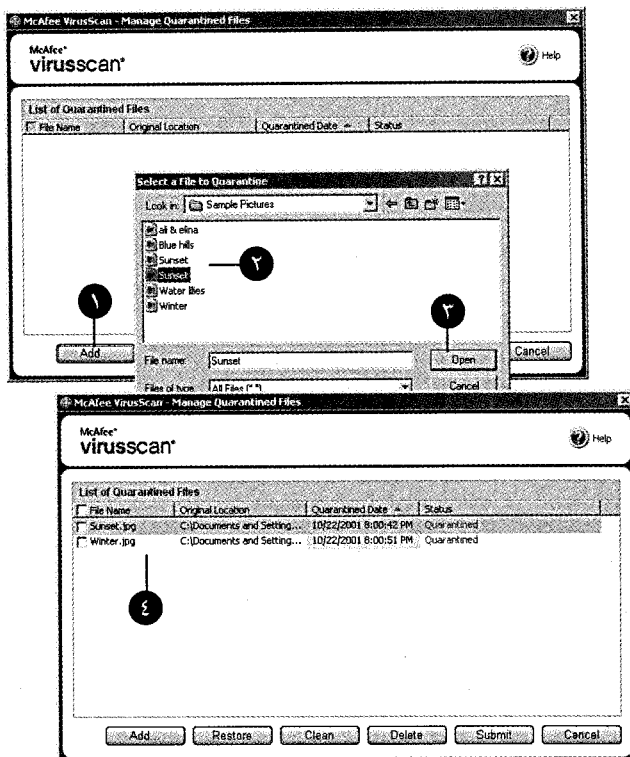 McAfee VirusScan - Manage Quarantined Files
McAfee®
virusscan®
Help
List of Quarantined Files
File Name Original Location Quarantined Date Status
Select a File to Quarantine
Look in: Sample Pictures
ali & elina
Blue hills
Sunset
Sunset
Water lilies
Winter
١
٢
٣
Add...
File name: Sunset
Open
Cancel
Files of type: All Files (*.*)
Cancel
McAfee VirusScan - Manage Quarantined Files
McAfee®
virusscan®
Help
List of Quarantined Files
File Name Original Location Quarantined Date Status
Sunset.jpg C:\Documents and Setting... 10/22/2001 8:00:42 PM Quarantined
Winter.jpg C:\Documents and Setting... 10/22/2001 8:00:51 PM Quarantined
٤
Add... Restore Clean Delete Submit Cancel